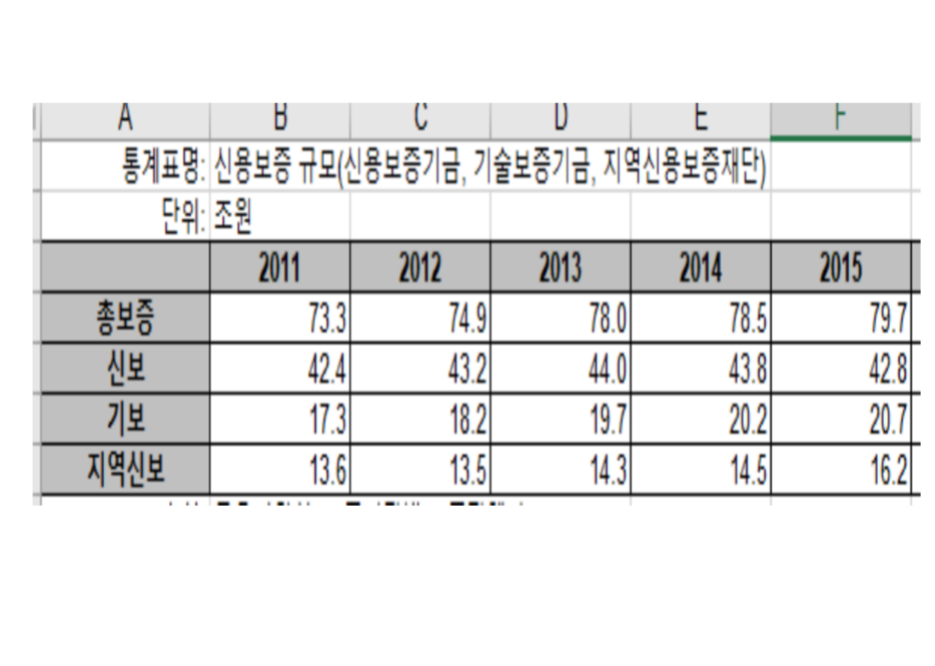 A B C D E F
통계표명: 신용보증 규모(신용보증기금, 기술보증기금, 지역신용보증재단)
단위: 조원
2011 2012 2013 2014 2015
총보증 73.3 74.9 78.0 78.5 79.7
신보 42.4 43.2 44.0 43.8 42.8
기보 17.3 18.2 19.7 20.2 20.7
지역신보 13.6 13.5 14.3 14.5 16.2